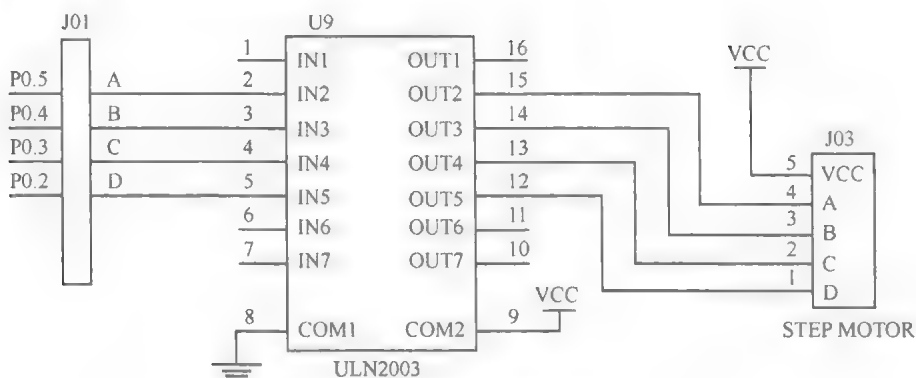 J01
U9
1 IN1 OUT1 16
VCC
P0.5 A 2 IN2 OUT2 15
P0.4 B 3 IN3 OUT3 14
P0.3 C 4 IN4 OUT4 13
J03
P0.2 D 5 IN5 OUT5 12
5 VCC
4 A
6 IN6 OUT6 11
3 B
7 IN7 OUT7 10
2 C
1 D
VCC
8 COM1 COM2 9
STEP MOTOR
ULN2003